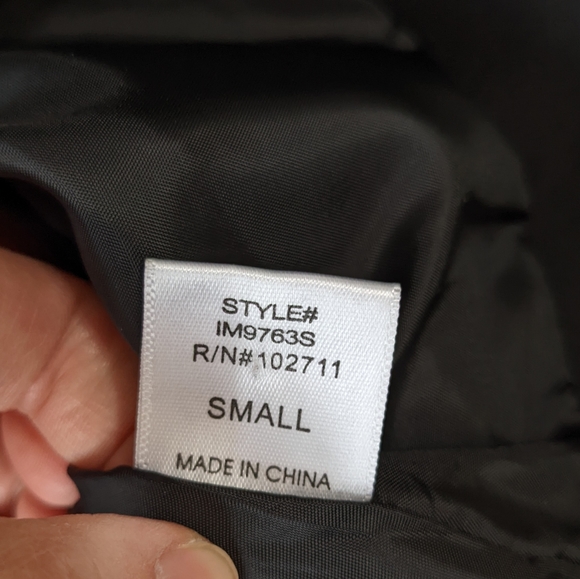 STYLE#
IM9763S
R/N#102711
SMALL
MADE IN CHINA